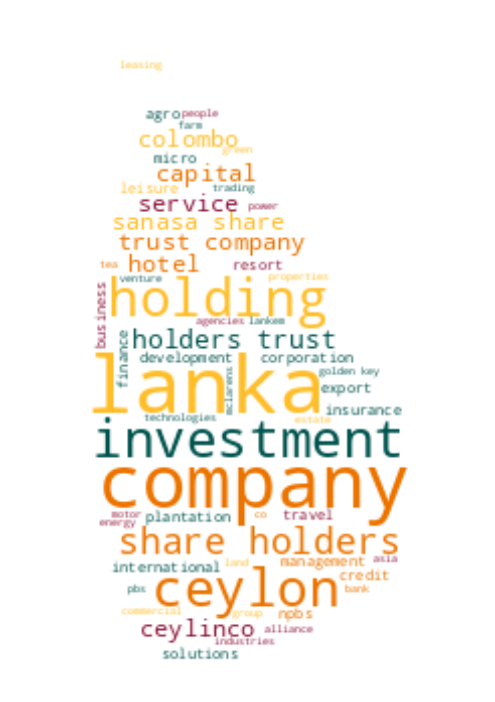 leasing
agro people
farm
colombo
green
micro
capital
leisure trading
service power
sanasa share
trust company
tea hotel resort
venture properties
business holding
agencies lankem
finance holders trust
development corporation
lanka mclarens golden key
export
insurance
technologies estate
investment
company
motor plantation co travel
energy
share holders
international land management asia
credit
pbs ceylon bank
commercial group npbs
ceylinco alliance
industries
solutions